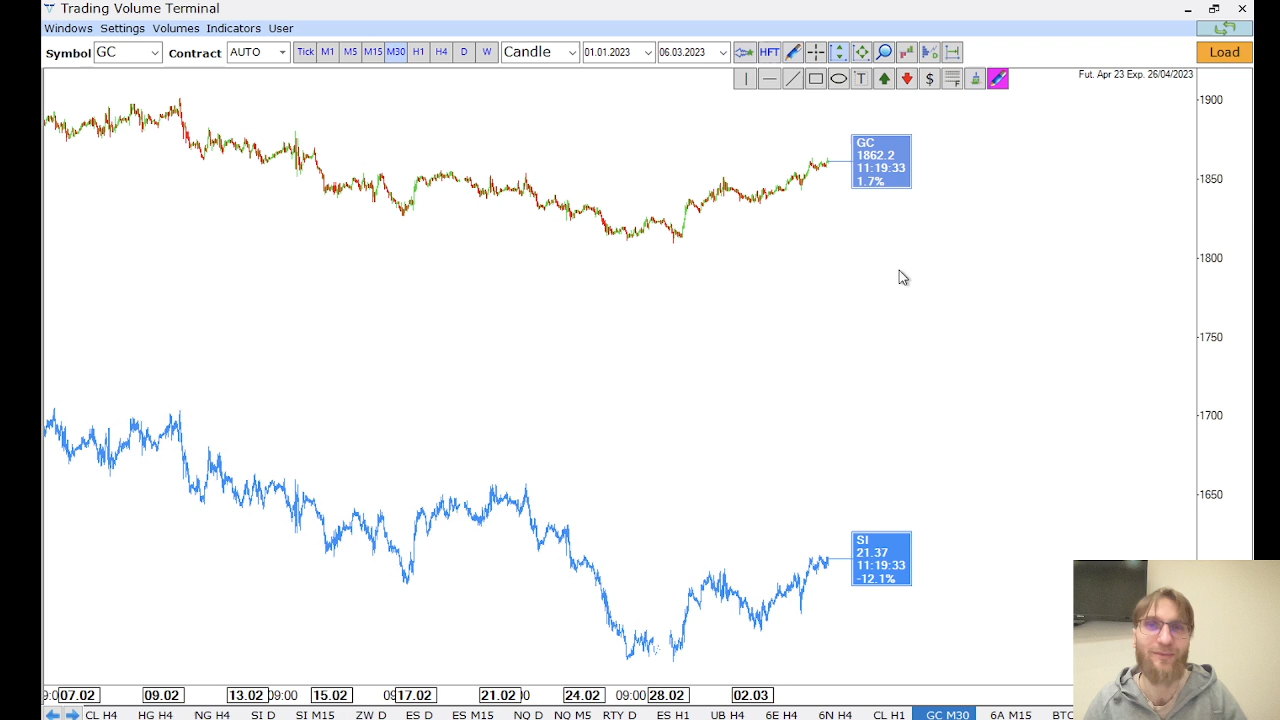 Trading Volume Terminal
Windows Settings Volumes Indicators User
Symbol GC Contract AUTO Tick M1 M5 M15 M30 H1 H4 D W Candle 01.01.2023 06.03.2023 HFT Load
T $ F
Fut. Apr 23 Exp. 26/04/2023
1900
GC
1862.2
11:19:33
1.7%
1850
1800
1750
1700
1650
SI
21.37
11:19:33
-12.1%
07.02 09.02 13.02 09:00 15.02 17.02 21.02 24.02 09:00 28.02 02.03
CL H4 HG H4 NG H4 SI D SI M15 ZW D ES D ES M15 NQ D NQ M5 RTY D ES H1 UB H4 6E H4 6N H4 CL H1 GC M30 6A M15 BTC